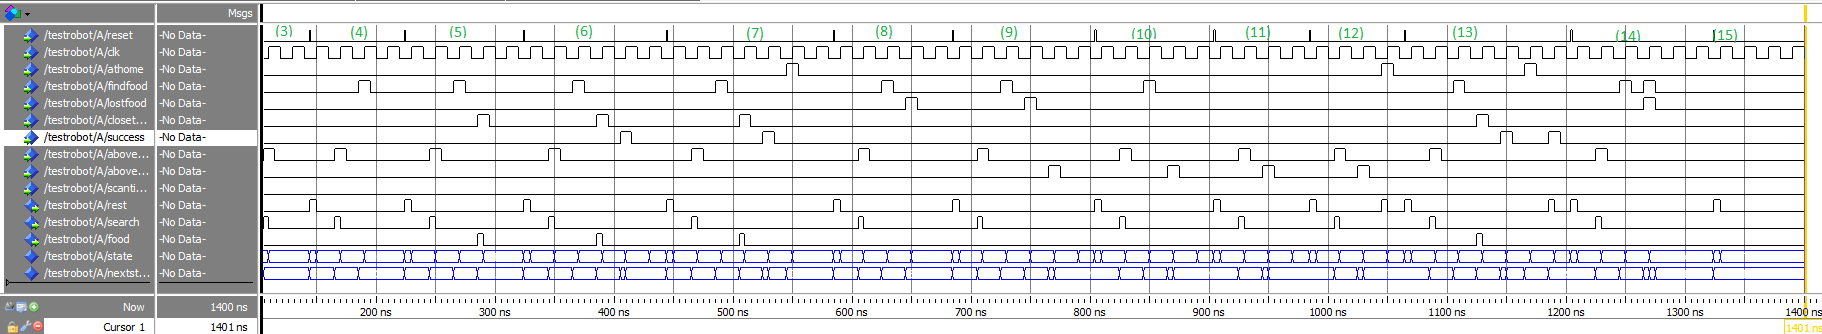 Msgs
(3) (4) (5) (6) (7) (8) (9) (10) (11) (12) (13) (14) (15)
/testrobot/A/reset -No Data-
/testrobot/A/clk -No Data-
/testrobot/A/athome -No Data-
/testrobot/A/findfood -No Data-
/testrobot/A/lostfood -No Data-
/testrobot/A/closet... -No Data-
/testrobot/A/success -No Data-
/testrobot/A/above... -No Data-
/testrobot/A/above... -No Data-
/testrobot/A/scanti... -No Data-
/testrobot/A/rest -No Data-
/testrobot/A/search -No Data-
/testrobot/A/food -No Data-
/testrobot/A/state -No Data-
/testrobot/A/nextst... -No Data-
Now 1400 ns 200 ns 300 ns 400 ns 500 ns 600 ns 700 ns 800 ns 900 ns 1000 ns 1100 ns 1200 ns 1300 ns 1400 ns
Cursor 1 1401 ns 1401 ns